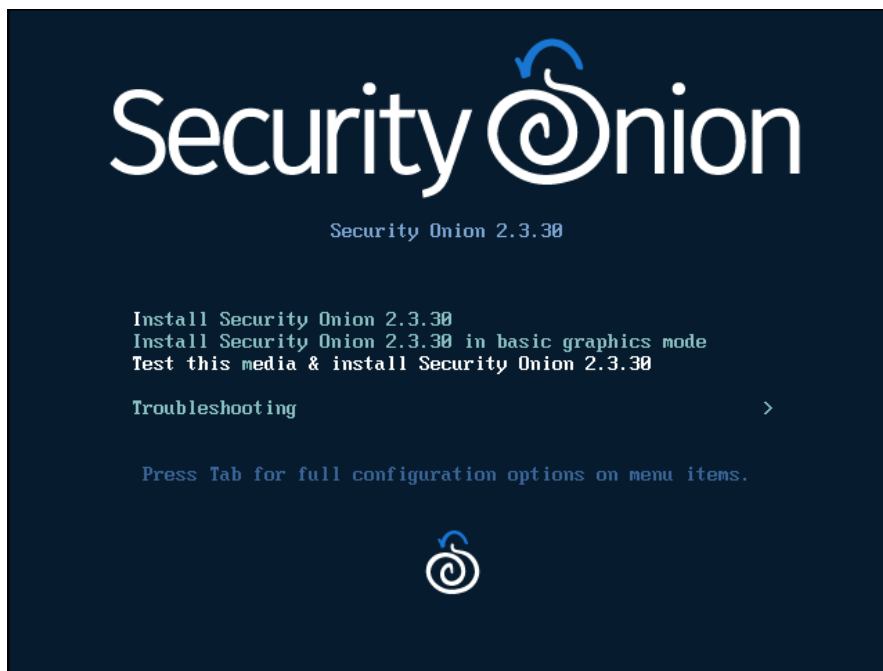 Security Onion
Security Onion 2.3.30
Install Security Onion 2.3.30
Install Security Onion 2.3.30 in basic graphics mode
Test this media & install Security Onion 2.3.30
Troubleshooting >
Press Tab for full configuration options on menu items.